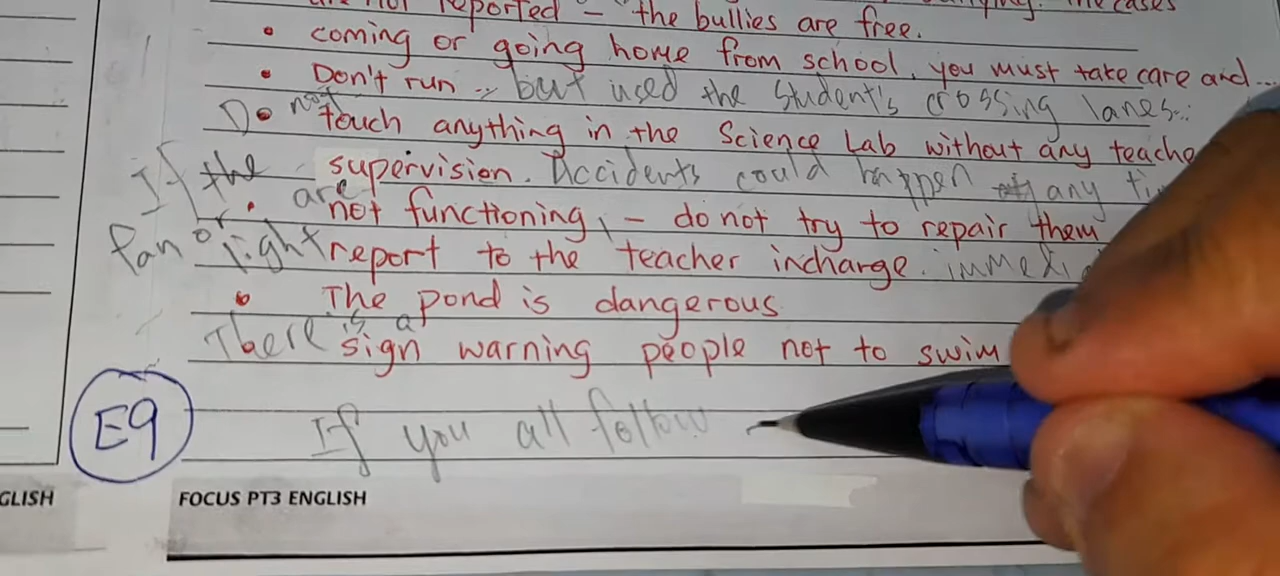 reported - the bullies are free. the cases
• coming or going home from school, you must take care and...
• Don't run .. but used the student's crossing lanes..
Do not touch anything in the Science Lab without any teache
If the supervision. Accidents could happen any
• are not functioning, - do not try to repair them
fan or light report to the teacher incharge.
• The pond is dangerous.
There is a sign warning people not to swim
E9 If you all follow
GLISH FOCUS PT3 ENGLISH